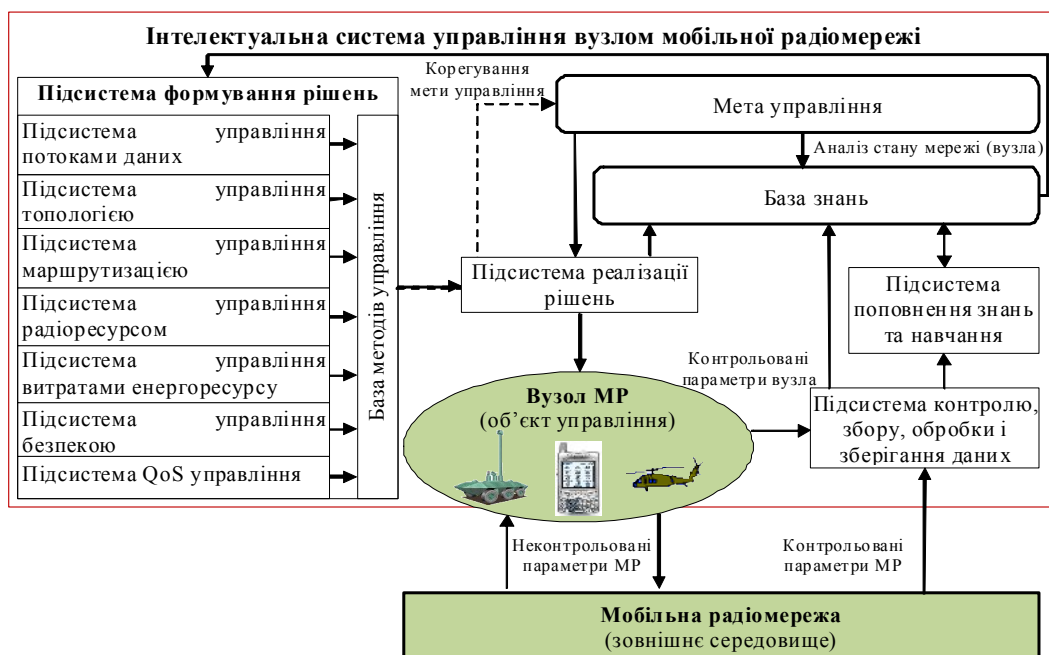 Інтелектуальна система управління вузлом мобільної радіомережі
Підсистема формування рішень
Підсистема управління
потоками даних
Підсистема управління
топологією
Підсистема управління
маршрутизацією
Підсистема управління
радіоресурсом
Підсистема управління
витратами енергоресурсу
Підсистема управління
безпекою
Підсистема QoS управління
База методів управління
Корегування
мети управління
Мета управління
Аналіз стану мережі (вузла)
База знань
Підсистема реалізації
рішень
Підсистема
поповнення знань
та навчання
Контрольовані
параметри вузла
Вузол МР
(об’єкт управління)
Підсистема контролю,
збору, обробки і
зберігання даних
Неконтрольовані
параметри МР
Контрольовані
параметри МР
Мобільна радіомережа
(зовнішнє середовище)